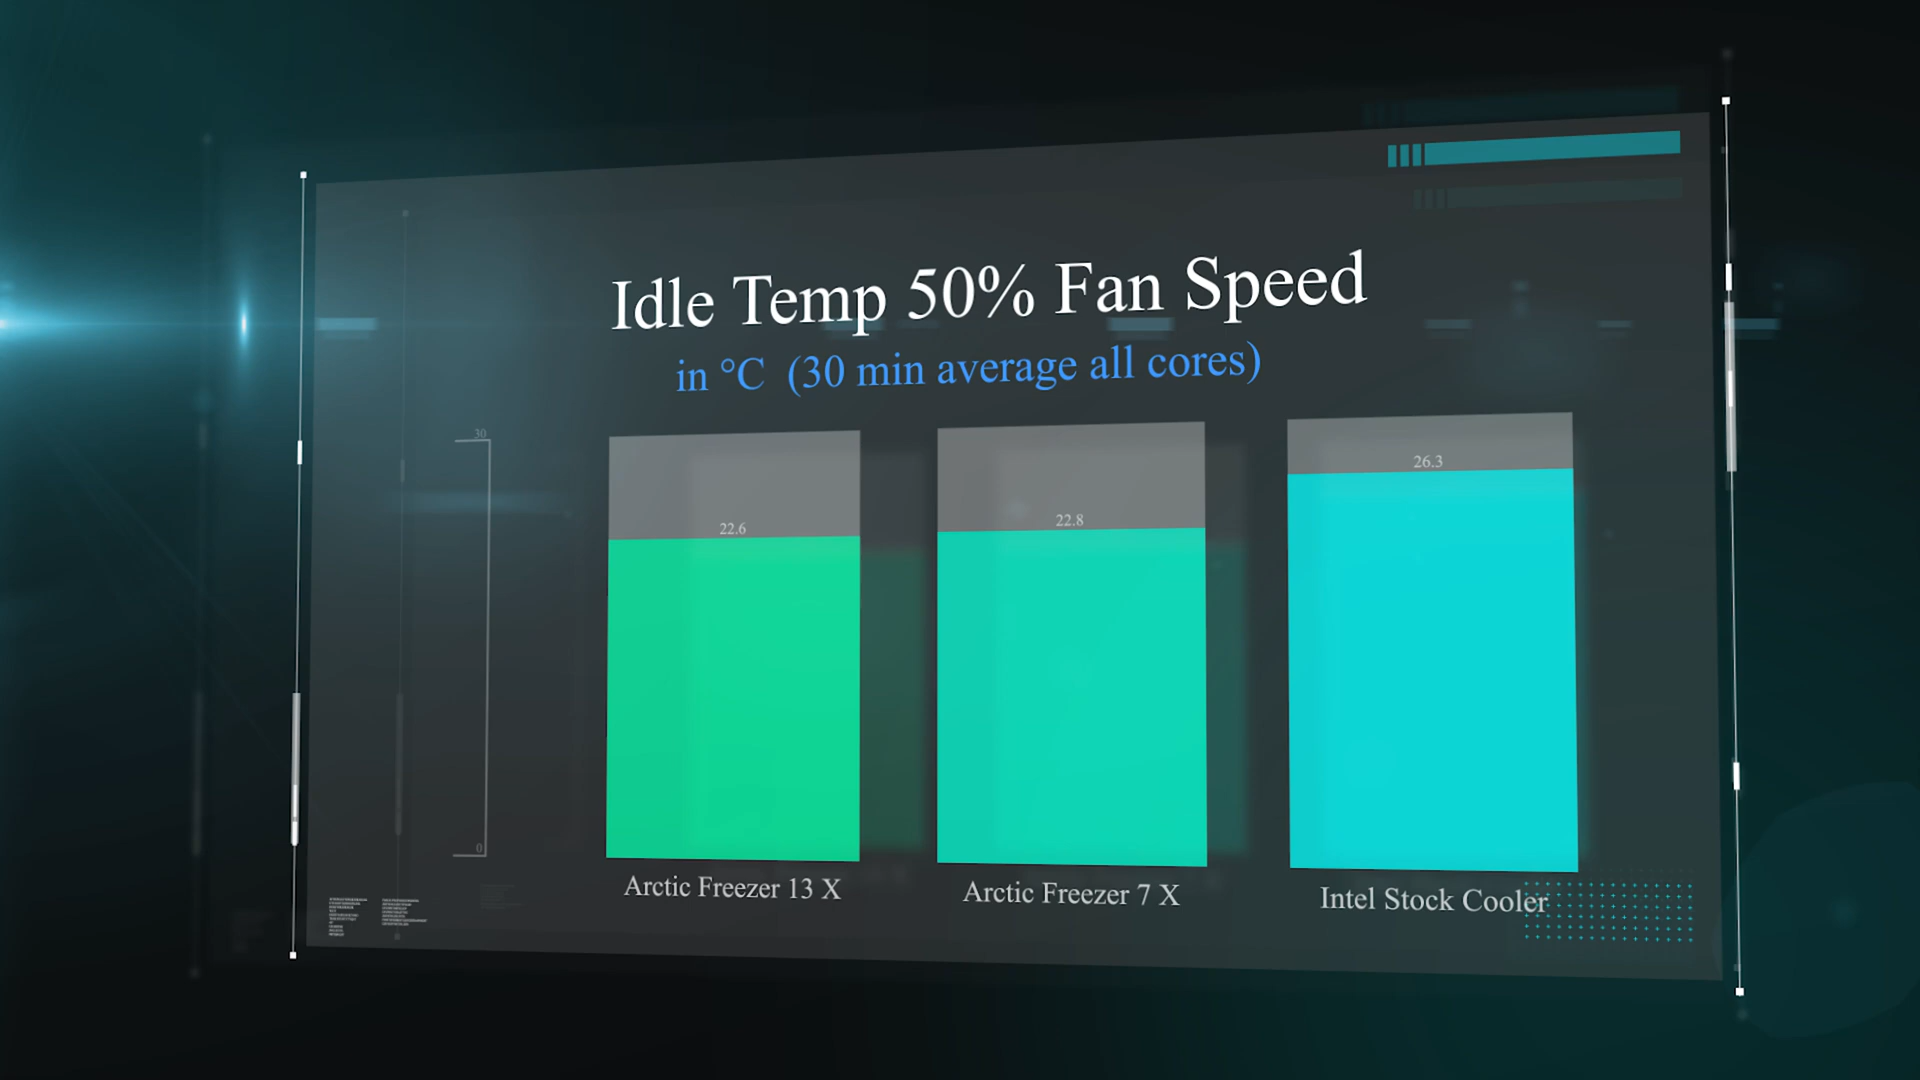 Idle Temp 50% Fan Speed
in °C (30 min average all cores)
30
22.6
22.8
26.3
0
Arctic Freezer 13 X
Arctic Freezer 7 X
Intel Stock Cooler